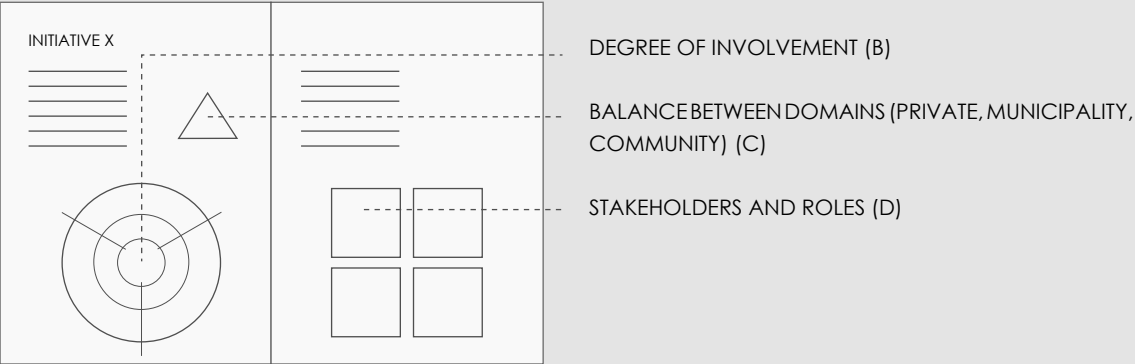 INITIATIVE X
DEGREE OF INVOLVEMENT (B)
BALANCE BETWEEN DOMAINS (PRIVATE, MUNICIPALITY,
COMMUNITY) (C)
STAKEHOLDERS AND ROLES (D)